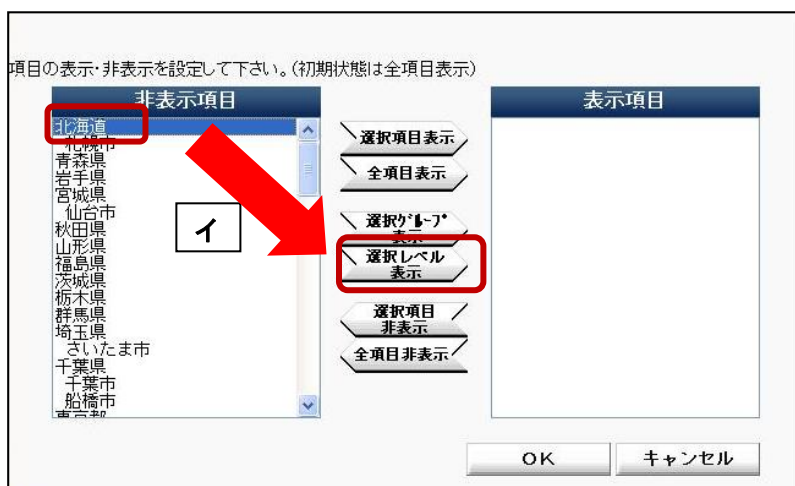 項目の表示・非表示を設定して下さい。(初期状態は全項目表示)
非表示項目
北海道
札幌市
青森県
岩手県
宮城県
仙台市
秋田県
山形県
福島県
茨城県
栃木県
群馬県
埼玉県
さいたま市
千葉県
千葉市
船橋市
東京都
イ
選択項目表示
全項目表示
選択ｸﾞﾙｰﾌﾟ
表示
選択レベル
表示
選択項目
非表示
全項目非表示
表示項目
OK
キャンセル